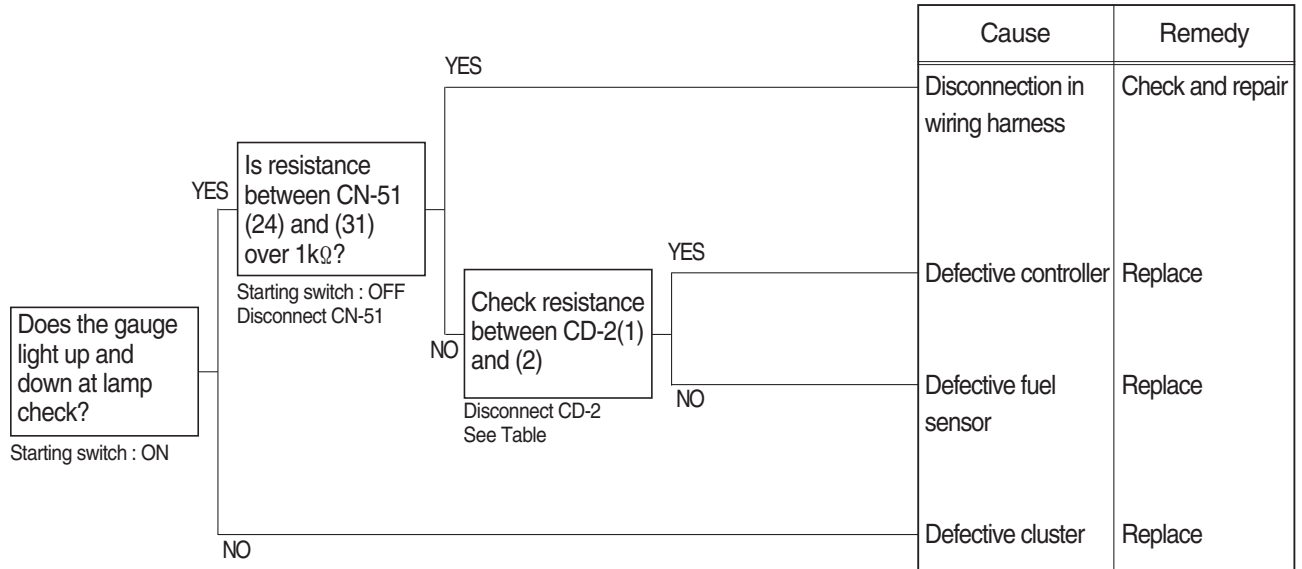 Cause
Remedy
YES
Disconnection in
wiring harness
Check and repair
Is resistance
between CN-51
(24) and (31)
over 1kΩ?
YES
Starting switch : OFF
Disconnect CN-51
YES
Defective controller
Replace
Check resistance
between CD-2(1)
and (2)
NO
Disconnect CD-2
See Table
NO
Defective fuel
sensor
Replace
Does the gauge
light up and
down at lamp
check?
Starting switch : ON
NO
Defective cluster
Replace